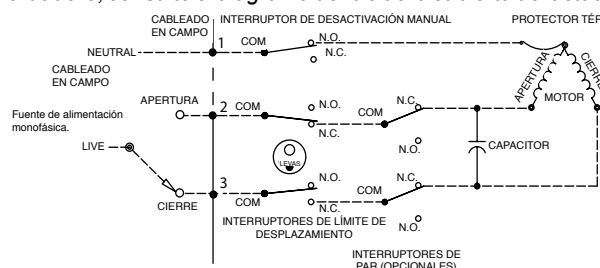 CABLEADO
EN CAMPO
INTERRUPTOR DE DESACTIVACIÓN MANUAL
PROTECTOR
NEUTRAL
1
COM
N.O.
N.C.
CABLEADO
EN CAMPO
APERTURA
CIERRE
MOTOR
APERTURA
2
COM
N.O.
N.C.
COM
N.C.
N.O.
Fuente de alimentación
monofásica.
LIVE
LEVAS
CAPACITOR
CIERRE
3
COM
N.O.
N.C.
COM
N.C.
N.O.
INTERRUPTORES DE LÍMITE DE
DESPLAZAMIENTO
INTERRUPTORES DE
PAR (OPCIONALES)